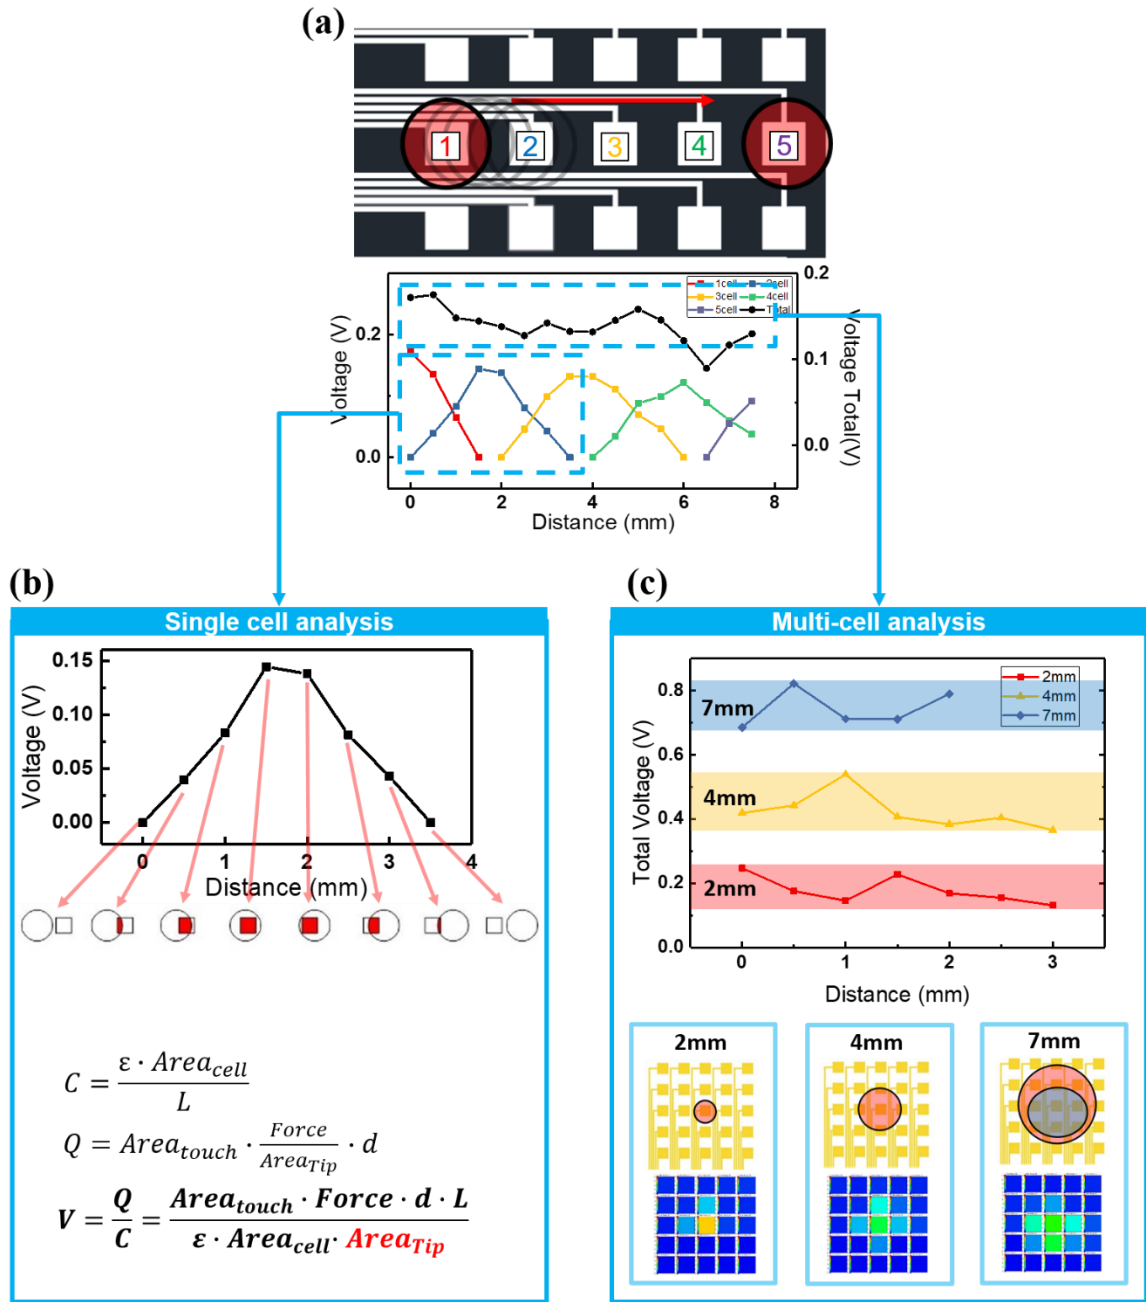 (a)
1 2 3 4 5
1cell 2cell
3cell 4cell
5cell Total
Voltage (V)
0.2
0.0
0.2
0.1
0.0
Voltage Total(V)
0 2 4 6 8
Distance (mm)
(b)
Single cell analysis
Voltage (V)
0.15
0.10
0.05
0.00
0 1 2 3 4
Distance (mm)
C = ε · Area_cell / L
Q = Area_touch · Force / Area_Tip · d
V = Q / C = Area_touch · Force · d · L / ε · Area_cell · Area_Tip
(c)
Multi-cell analysis
Total Voltage (V)
0.8
0.6
0.4
0.2
0.0
2mm
4mm
7mm
7mm
4mm
2mm
0 1 2 3
Distance (mm)
2mm 4mm 7mm